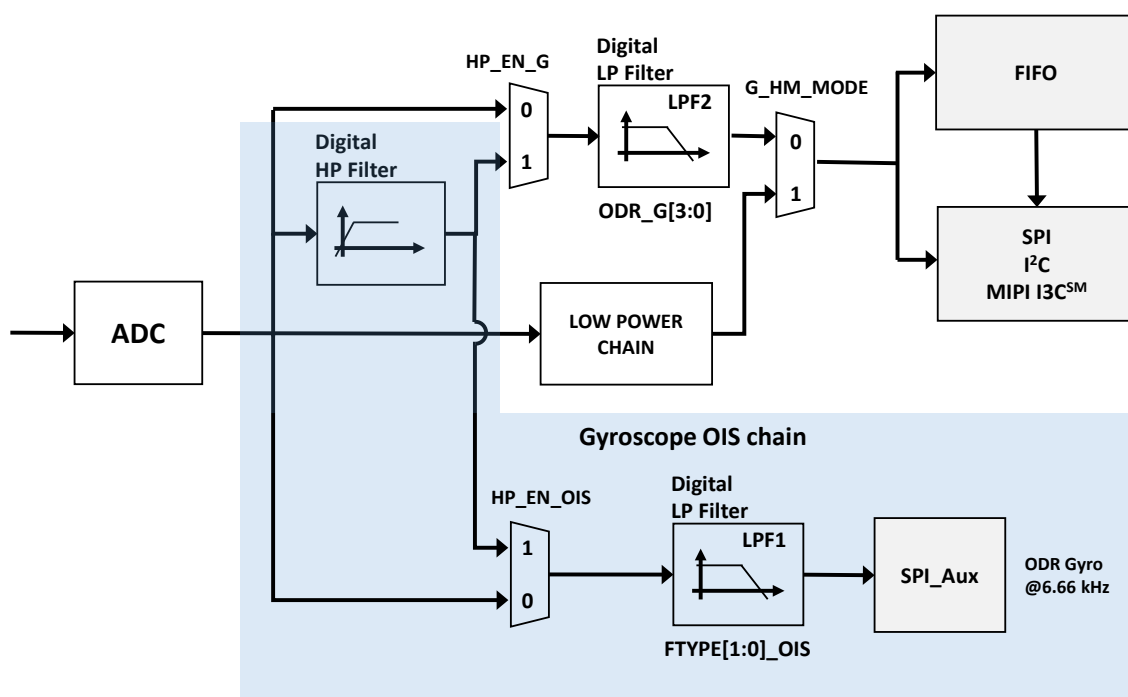 HP_EN_G
0
1
Digital
LP Filter
LPF2
ODR_G[3:0]
G_HM_MODE
0
1
FIFO
SPI
I²C
MIPI I3Cˢᴹ
Digital
HP Filter
ADC
LOW POWER
CHAIN
Gyroscope OIS chain
HP_EN_OIS
1
0
Digital
LP Filter
LPF1
FTYPE[1:0]_OIS
SPI_Aux
ODR Gyro
@6.66 kHz